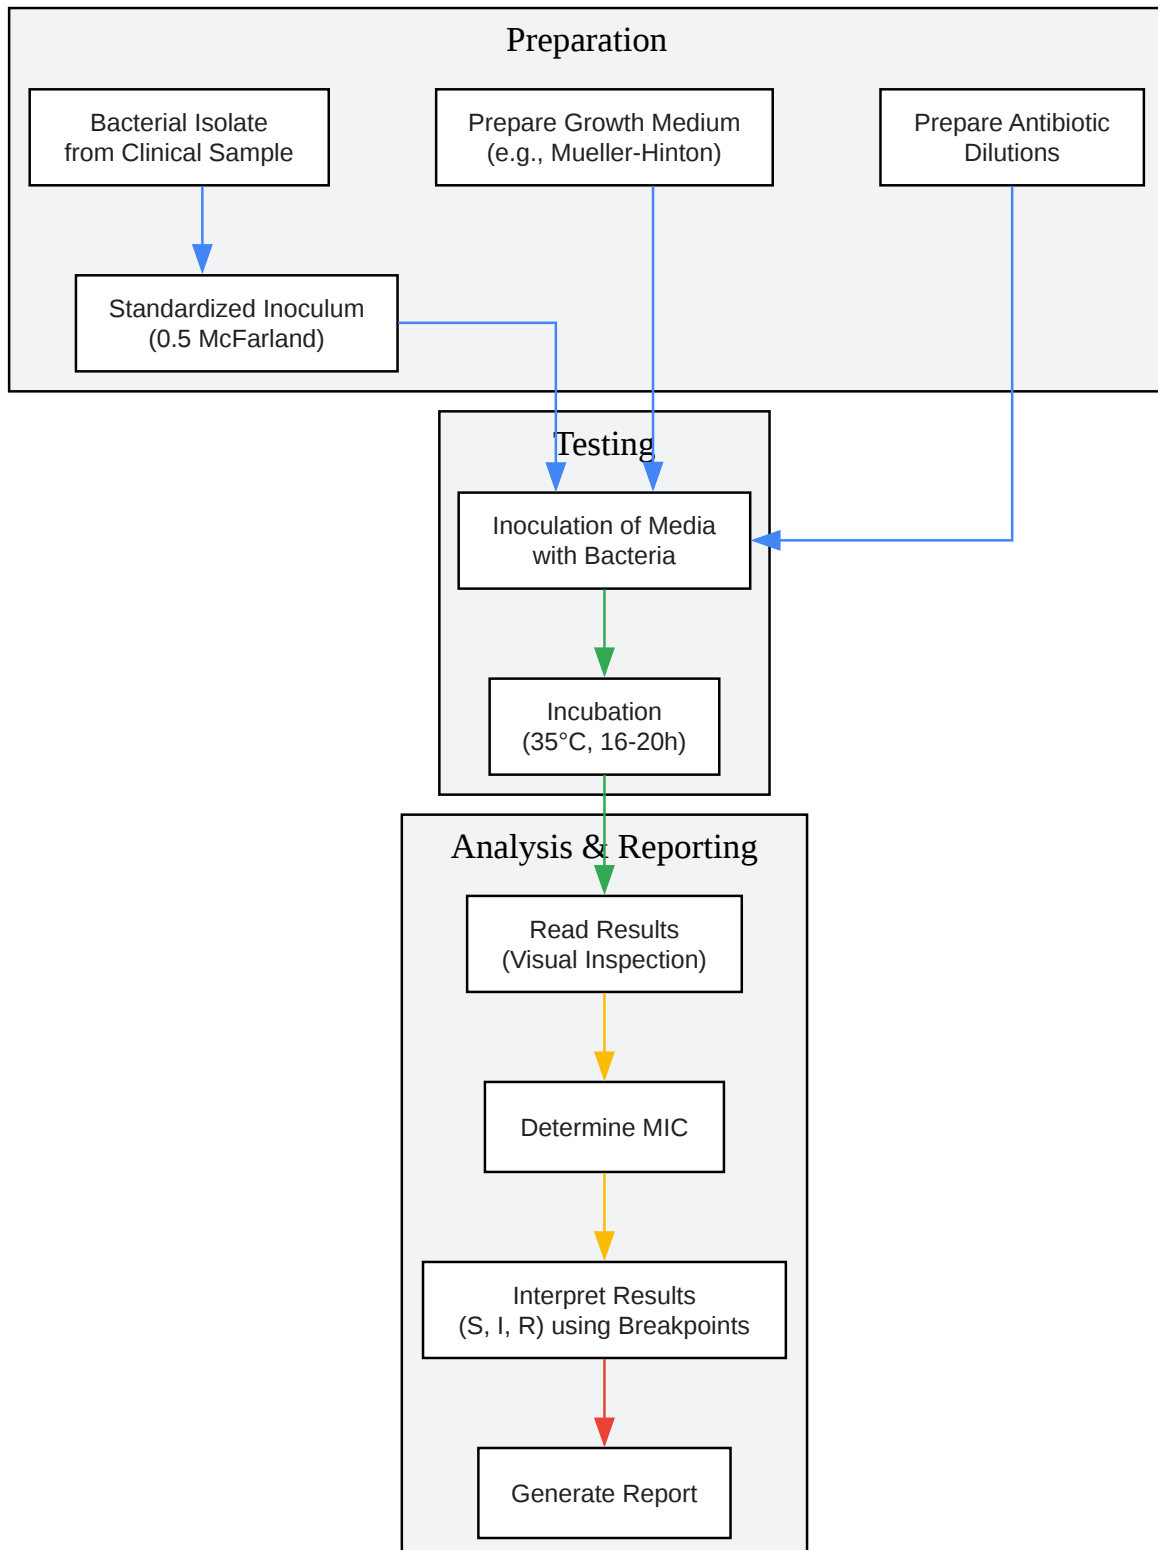 Preparation
Bacterial Isolate
from Clinical Sample
Prepare Growth Medium
(e.g., Mueller-Hinton)
Prepare Antibiotic
Dilutions
Standardized Inoculum
(0.5 McFarland)
Testing
Inoculation of Media
with Bacteria
Incubation
(35°C, 16-20h)
Analysis & Reporting
Read Results
(Visual Inspection)
Determine MIC
Interpret Results
(S, I, R) using Breakpoints
Generate Report